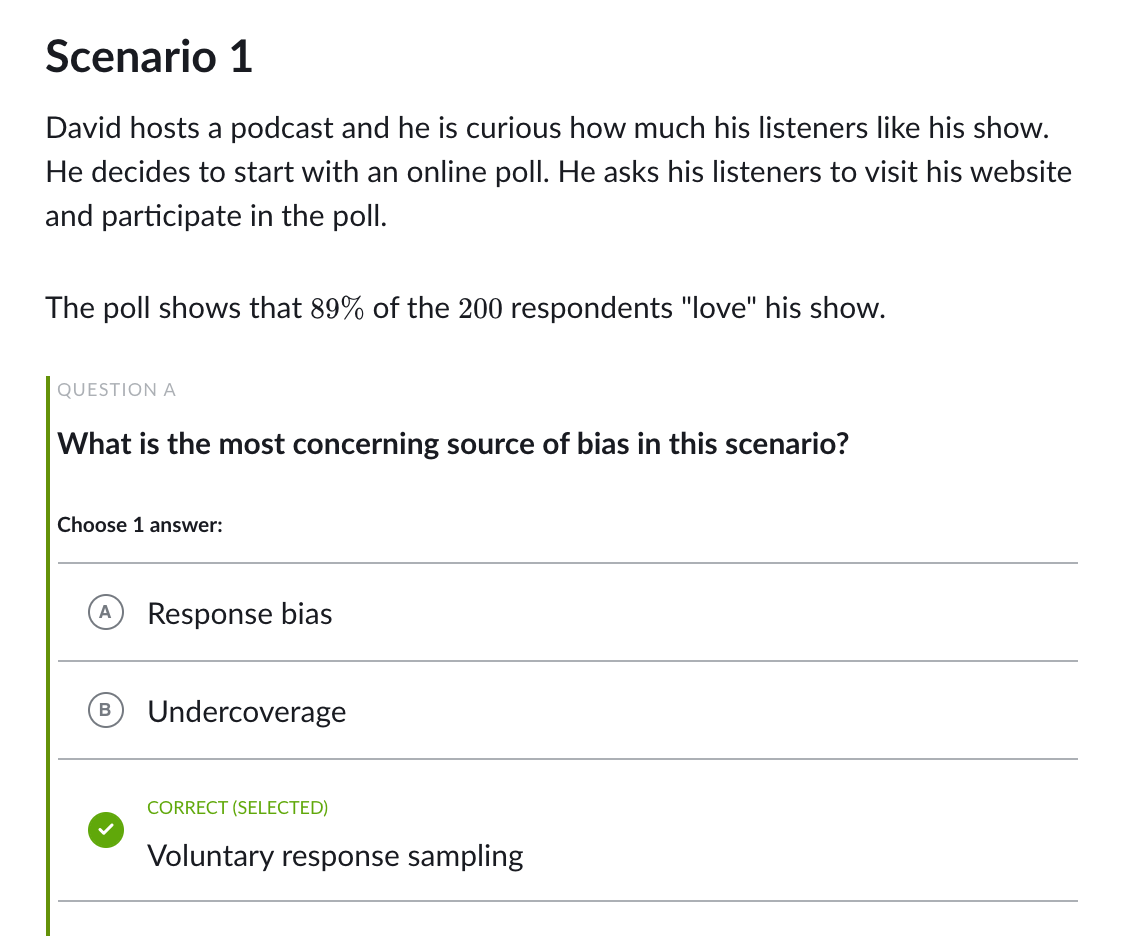 Scenario 1
David hosts a podcast and he is curious how much his listeners like his show.
He decides to start with an online poll. He asks his listeners to visit his website
and participate in the poll.
The poll shows that 89% of the 200 respondents "love" his show.
QUESTION A
What is the most concerning source of bias in this scenario?
Choose 1 answer:
A Response bias
B Undercoverage
CORRECT (SELECTED)
Voluntary response sampling